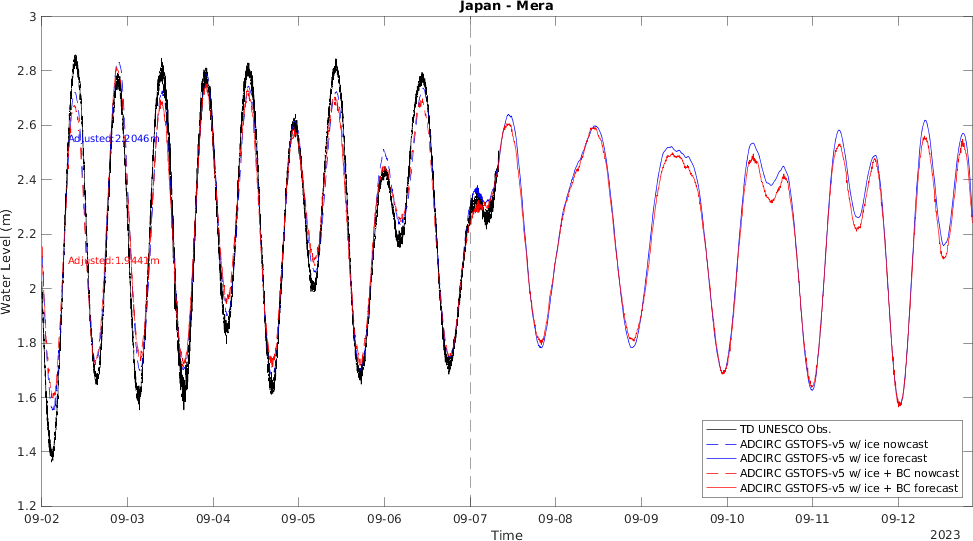 Japan - Mera
3
2.8
2.6
2.4
2.2
2
1.8
1.6
1.4
1.2
Water Level (m)
Adjusted:2.2046m
Adjusted:1.9441m
TD UNESCO Obs.
ADCIRC GSTOFS-v5 w/ ice nowcast
ADCIRC GSTOFS-v5 w/ ice forecast
ADCIRC GSTOFS-v5 w/ ice + BC nowcast
ADCIRC GSTOFS-v5 w/ ice + BC forecast
09-02 09-03 09-04 09-05 09-06 09-07 09-08 09-09 09-10 09-11 09-12
Time
2023